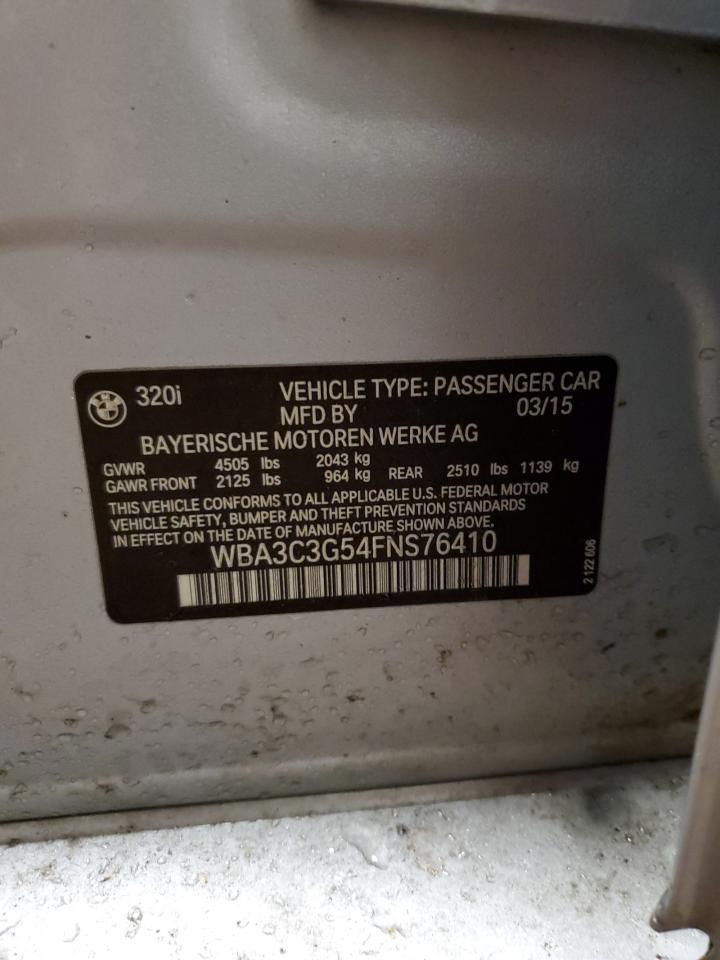 320i VEHICLE TYPE: PASSENGER CAR
MFD BY 03/15
BAYERISCHE MOTOREN WERKE AG
GVWR 4505 lbs 2043 kg
GAWR FRONT 2125 lbs 964 kg REAR 2510 lbs 1139 kg
THIS VEHICLE CONFORMS TO ALL APPLICABLE U.S. FEDERAL MOTOR
VEHICLE SAFETY, BUMPER AND THEFT PREVENTION STANDARDS
IN EFFECT ON THE DATE OF MANUFACTURE SHOWN ABOVE.
WBA3C3G54FNS76410
2 122 606